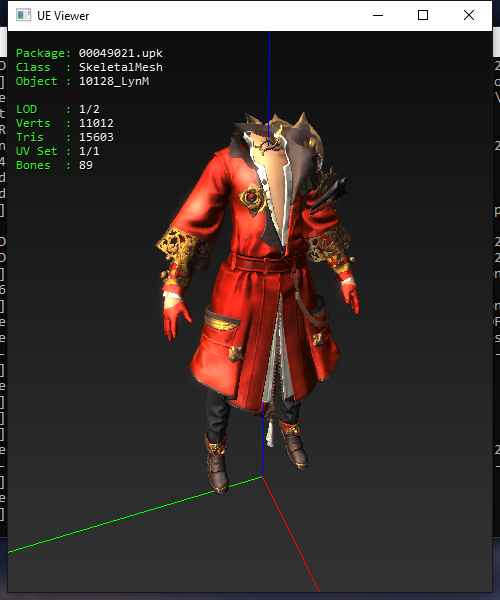 UE Viewer
Package: 00049021.upk
Class : SkeletalMesh
Object : 10128_LynM
LOD : 1/2
Verts : 11012
Tris : 15603
UV Set : 1/1
Bones : 89